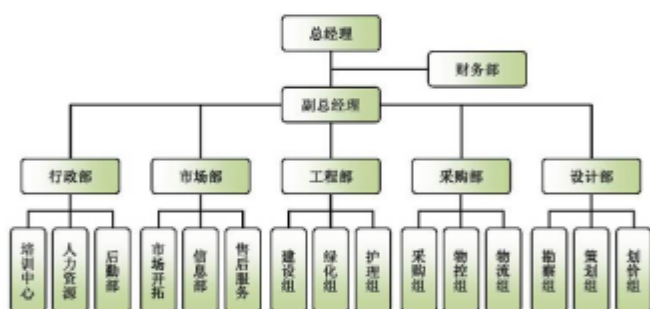 总经理
财务部
副总经理
行政部
市场部
工程部
采购部
设计部
培训中心
人力资源
后勤部
市场开拓
信息部
售后服务
建设组
绿化组
护理组
采购组
物控组
物流组
勘察组
策划组
划价组